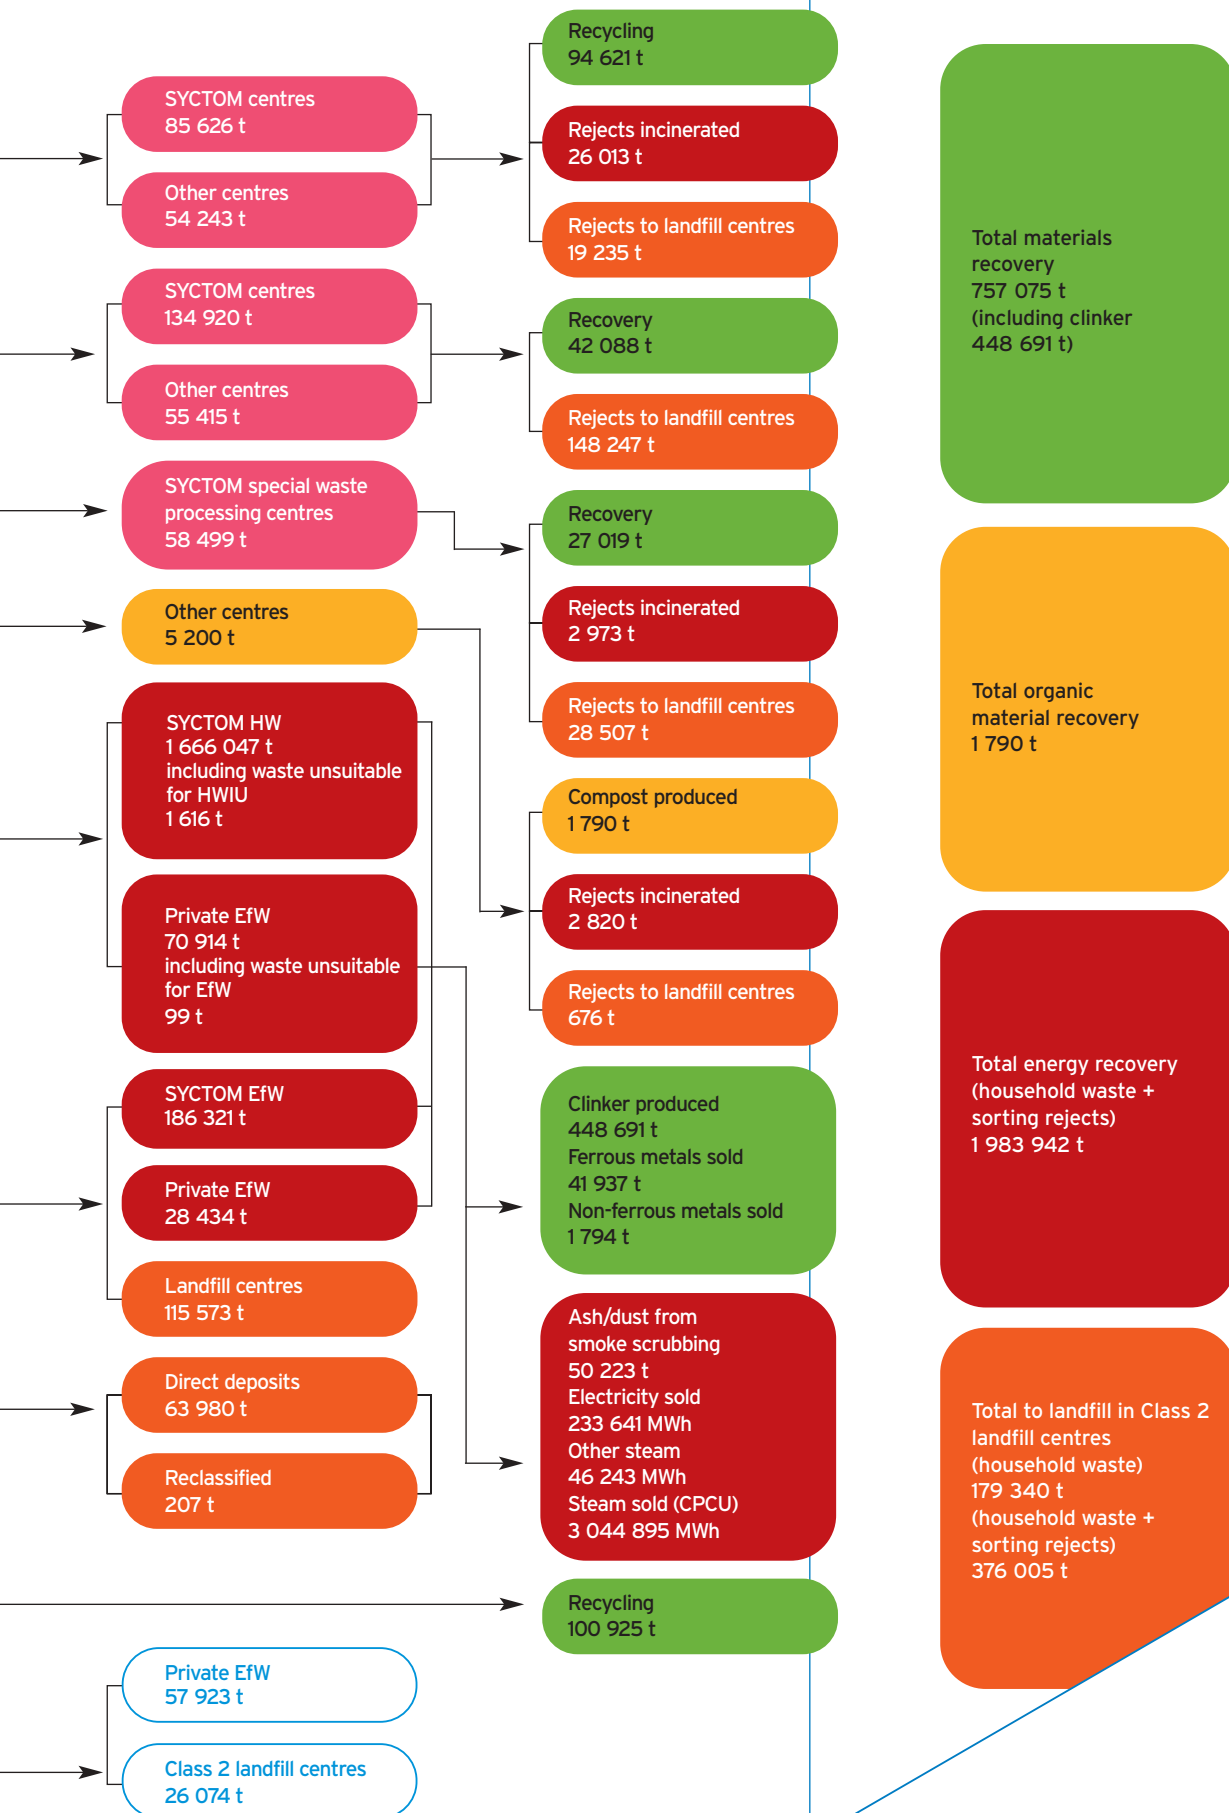 SYCTOM centres
85 626 t
Other centres
54 243 t
SYCTOM centres
134 920 t
Other centres
55 415 t
SYCTOM special waste
processing centres
58 499 t
Other centres
5 200 t
SYCTOM HW
1 666 047 t
including waste unsuitable
for HWIU
1 616 t
Private EfW
70 914 t
including waste unsuitable
for EfW
99 t
SYCTOM EfW
186 321 t
Private EfW
28 434 t
Landfill centres
115 573 t
Direct deposits
63 980 t
Reclassified
207 t
Private EfW
57 923 t
Class 2 landfill centres
26 074 t
Recycling
94 621 t
Rejects incinerated
26 013 t
Rejects to landfill centres
19 235 t
Recovery
42 088 t
Rejects to landfill centres
148 247 t
Recovery
27 019 t
Rejects incinerated
2 973 t
Rejects to landfill centres
28 507 t
Compost produced
1 790 t
Rejects incinerated
2 820 t
Rejects to landfill centres
676 t
Clinker produced
448 691 t
Ferrous metals sold
41 937 t
Non-ferrous metals sold
1 794 t
Ash/dust from
smoke scrubbing
50 223 t
Electricity sold
233 641 MWh
Other steam
46 243 MWh
Steam sold (CPCU)
3 044 895 MWh
Recycling
100 925 t
Total materials
recovery
757 075 t
(including clinker
448 691 t)
Total organic
material recovery
1 790 t
Total energy recovery
(household waste +
sorting rejects)
1 983 942 t
Total to landfill in Class 2
landfill centres
(household waste)
179 340 t
(household waste +
sorting rejects)
376 005 t